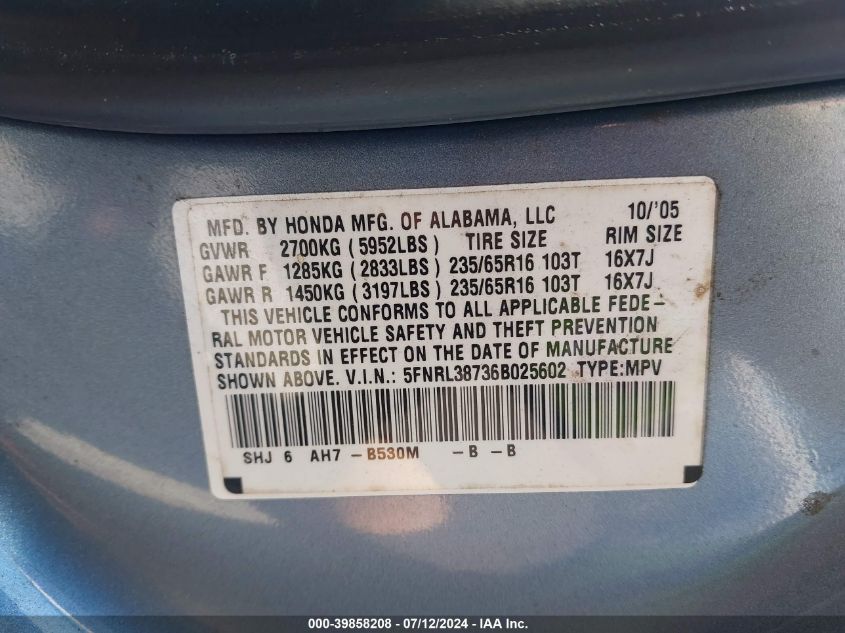 MFD. BY HONDA MFG. OF ALABAMA, LLC 10/'05
GVWR 2700KG (5952LBS) TIRE SIZE RIM SIZE
GAWR F 1285KG (2833LBS) 235/65R16 103T 16X7J
GAWR R 1450KG (3197LBS) 235/65R16 103T 16X7J
THIS VEHICLE CONFORMS TO ALL APPLICABLE FEDE-
RAL MOTOR VEHICLE SAFETY AND THEFT PREVENTION
STANDARDS IN EFFECT ON THE DATE OF MANUFACTURE
SHOWN ABOVE. V.I.N.: 5FNRL38736B025602 TYPE:MPV
SHJ 6 AH7 -B530M -B -B
000-39858208 - 07/12/2024 - IAA Inc.